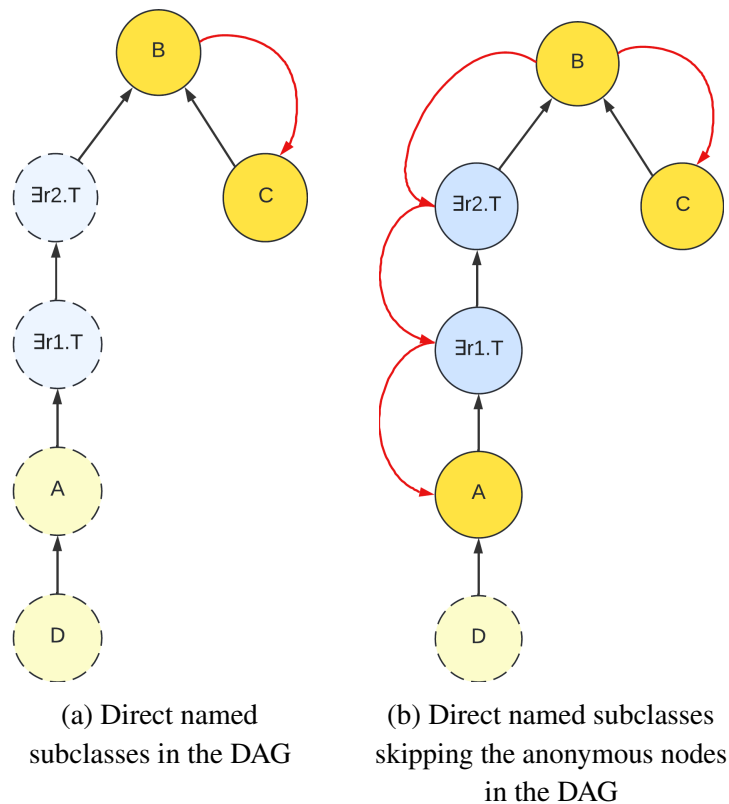 B
∃r2.T
C
∃r1.T
A
D
(a) Direct named
subclasses in the DAG
B
∃r2.T
C
∃r1.T
A
D
(b) Direct named subclasses
skipping the anonymous nodes
in the DAG